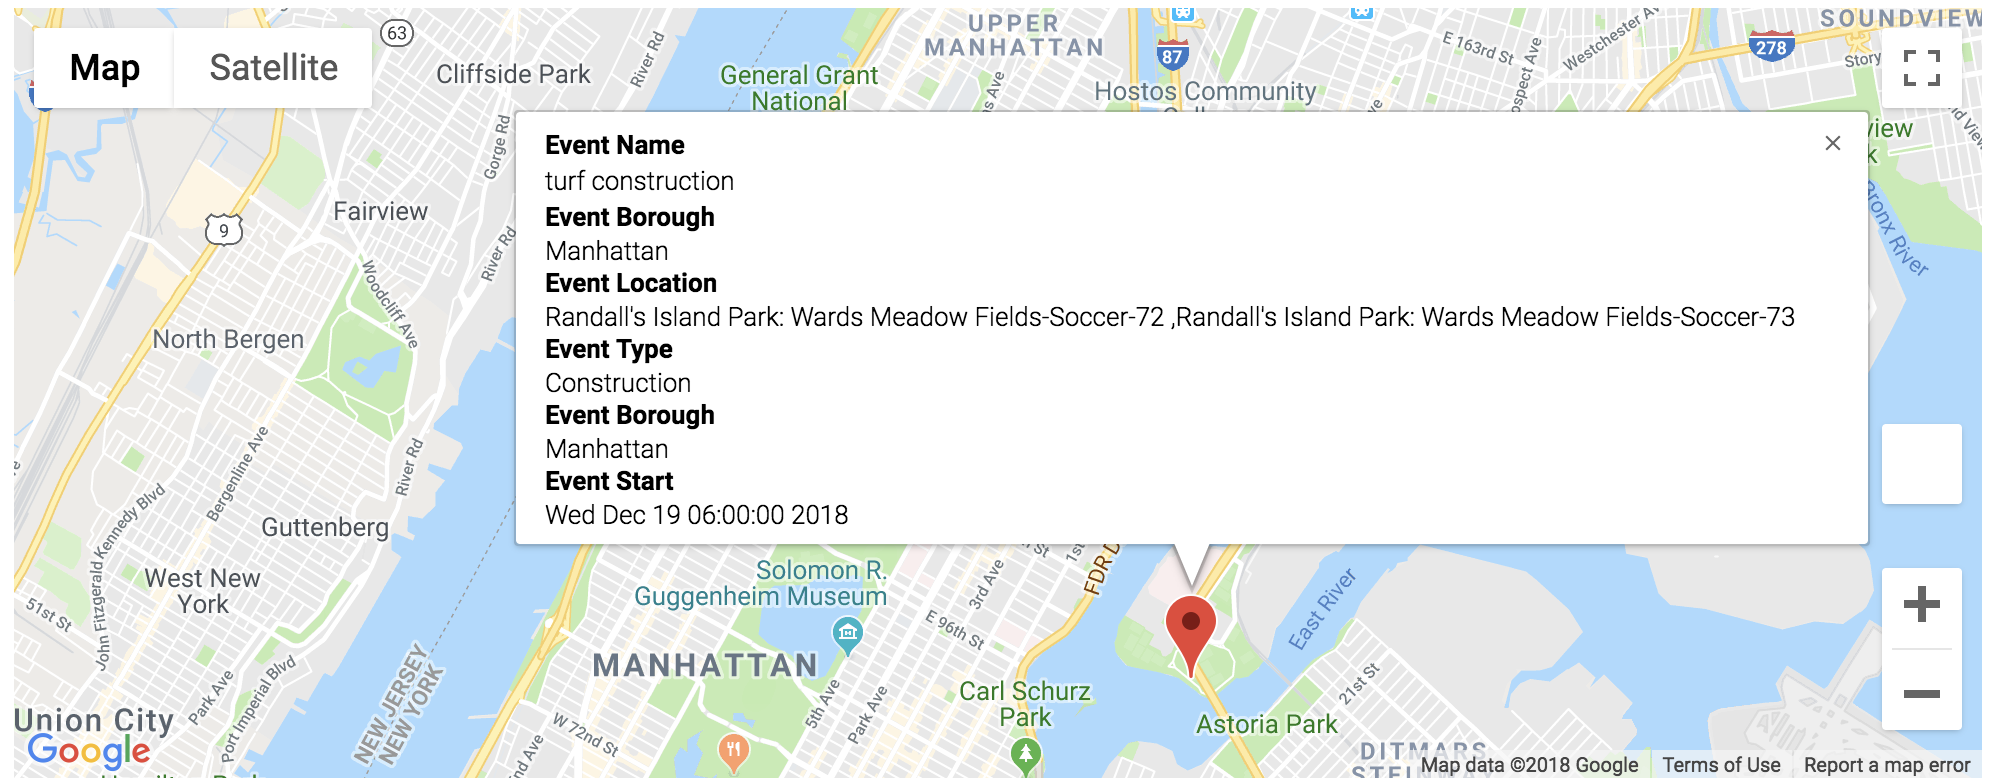 UPPER
MANHATTAN
SOUNDVIEW
63
Map
Satellite
Cliffside Park
River Rd
General Grant
National
87
278
E 163rd St
Westchester Av
Story
Hostos Community
Gorge Rd
Event Name
turf construction
Event Borough
Manhattan
Event Location
Randall's Island Park: Wards Meadow Fields-Soccer-72 ,Randall's Island Park: Wards Meadow Fields-Soccer-73
Event Type
Construction
Event Borough
Manhattan
Event Start
Wed Dec 19 06:00:00 2018
Fairview
9
River Rd
Woodcliff Ave
Bronx River
North Bergen
Bergenline Ave
River Rd
Guttenberg
John Fitzgerald Kennedy Blvd
West New
York
51st St
Solomon R.
Guggenheim Museum
3rd Ave
1st
FDR D
E 96th St
East River
MANHATTAN
NEW JERSEY
NEW YORK
Park Ave
Port Imperial Blvd
5th Ave
Park Ave
Carl Schurz
Park
21st St
Astoria Park
W 72nd St
Union City
Google
DITMARS
Map data ©2018 Google
Terms of Use
Report a map error